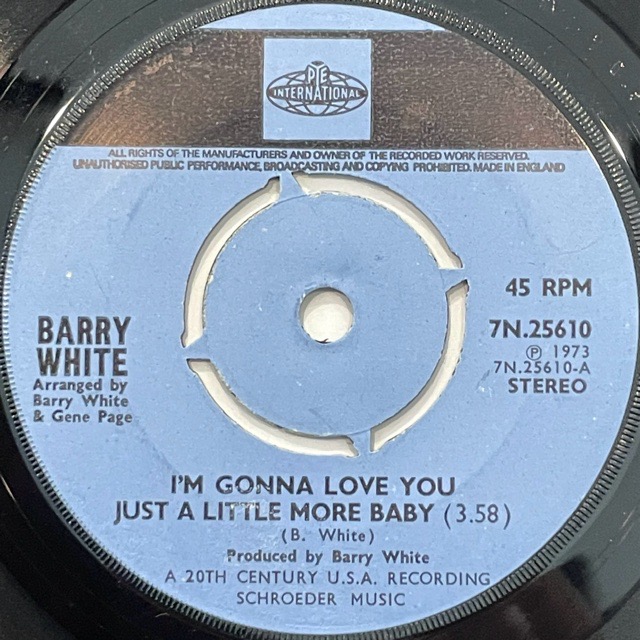 PYE
INTERNATIONAL
ALL RIGHTS OF THE MANUFACTURERS AND OWNER OF THE RECORDED WORK RESERVED.
UNAUTHORISED PUBLIC PERFORMANCE, BROADCASTING AND COPYING PROHIBITED. MADE IN ENGLAND
45 RPM
7N.25610
Ⓟ 1973
7N.25610-A
STEREO
BARRY
WHITE
Arranged by
Barry White
& Gene Page
I'M GONNA LOVE YOU
JUST A LITTLE MORE BABY (3.58)
(B. White)
Produced by Barry White
A 20TH CENTURY U.S.A. RECORDING
SCHROEDER MUSIC